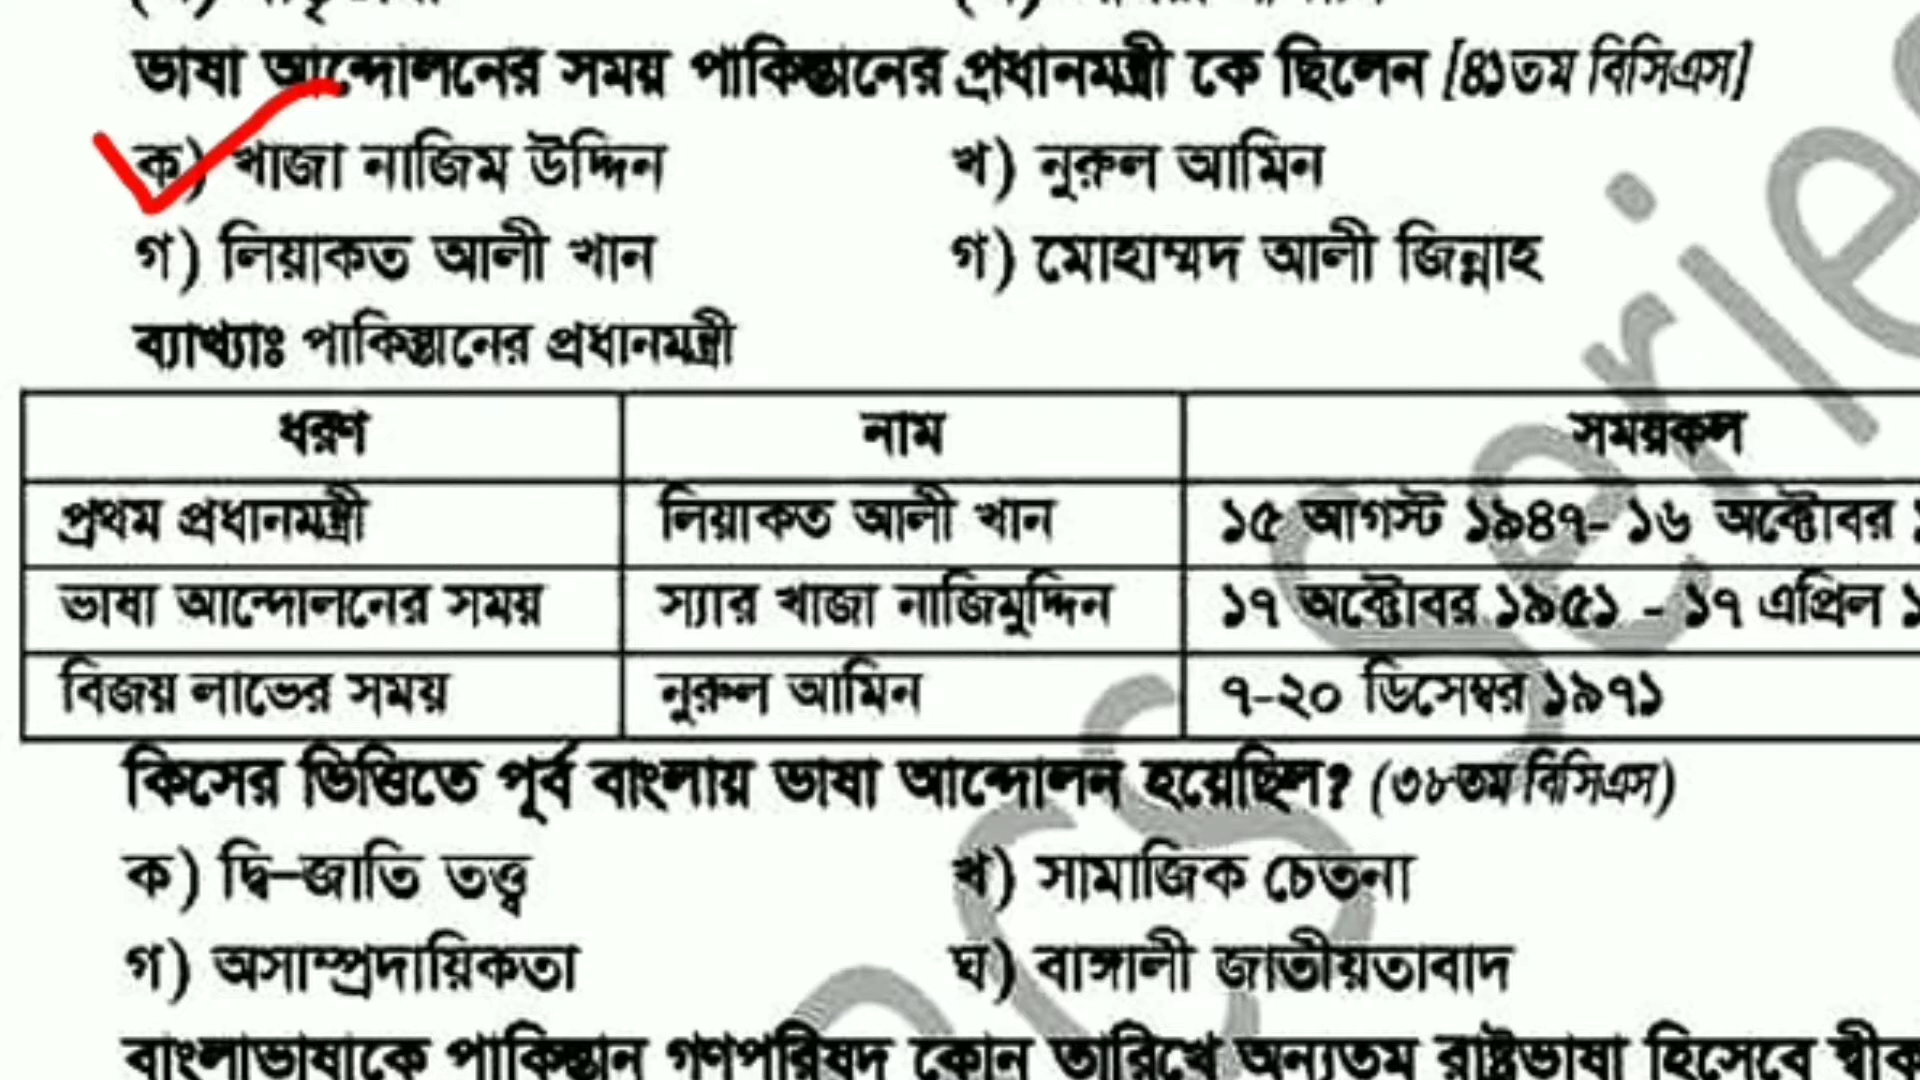 ভাষা আন্দোলনের সময় পাকিস্তানের প্রধানমন্ত্রী কে ছিলেন [৪১তম বিসিএস]
ক) খাজা নাজিম উদ্দিন খ) নুরুল আমিন
গ) লিয়াকত আলী খান গ) মোহাম্মদ আলী জিন্নাহ
ব্যাখ্যাঃ পাকিস্তানের প্রধানমন্ত্রী
ধরণ নাম সময়কল
প্রথম প্রধানমন্ত্রী লিয়াকত আলী খান ১৫ আগস্ট ১৯৪৭- ১৬ অক্টোবর
ভাষা আন্দোলনের সময় স্যার খাজা নাজিমুদ্দিন ১৭ অক্টোবর ১৯৫১ - ১৭ এপ্রিল
বিজয় লাভের সময় নুরুল আমিন ৭-২০ ডিসেম্বর ১৯৭১
কিসের ভিত্তিতে পূর্ব বাংলায় ভাষা আন্দোলন হয়েছিল? (৩৮তম বিসিএস)
ক) দ্বি-জাতি তত্ত্ব খ) সামাজিক চেতনা
গ) অসাম্প্রদায়িকতা ঘ) বাঙ্গালী জাতীয়তাবাদ
বাংলাভাষাকে পাকিস্তান গণপরিষদ কোন তারিখে অন্যতম রাষ্ট্রভাষা হিসেবে
Series